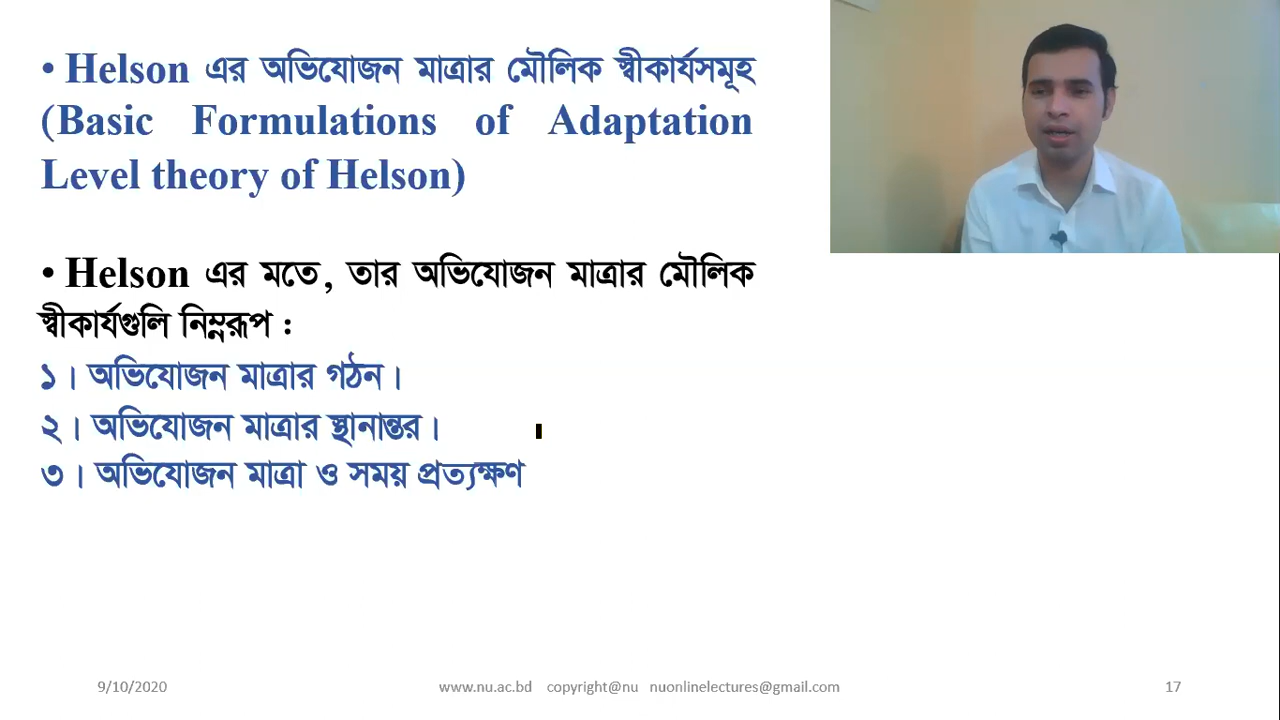 • Helson এর অভিযোজন মাত্রার মৌলিক স্বীকার্যসমূহ
(Basic Formulations of Adaptation
Level theory of Helson)
• Helson এর মতে, তার অভিযোজন মাত্রার মৌলিক
স্বীকার্যগুলি নিম্নরূপ :
১। অভিযোজন মাত্রার গঠন।
২। অভিযোজন মাত্রার স্থানান্তর।
৩। অভিযোজন মাত্রা ও সময় প্রত্যক্ষণ
9/10/2020 www.nu.ac.bd copyright@nu nuonlinelectures@gmail.com 17